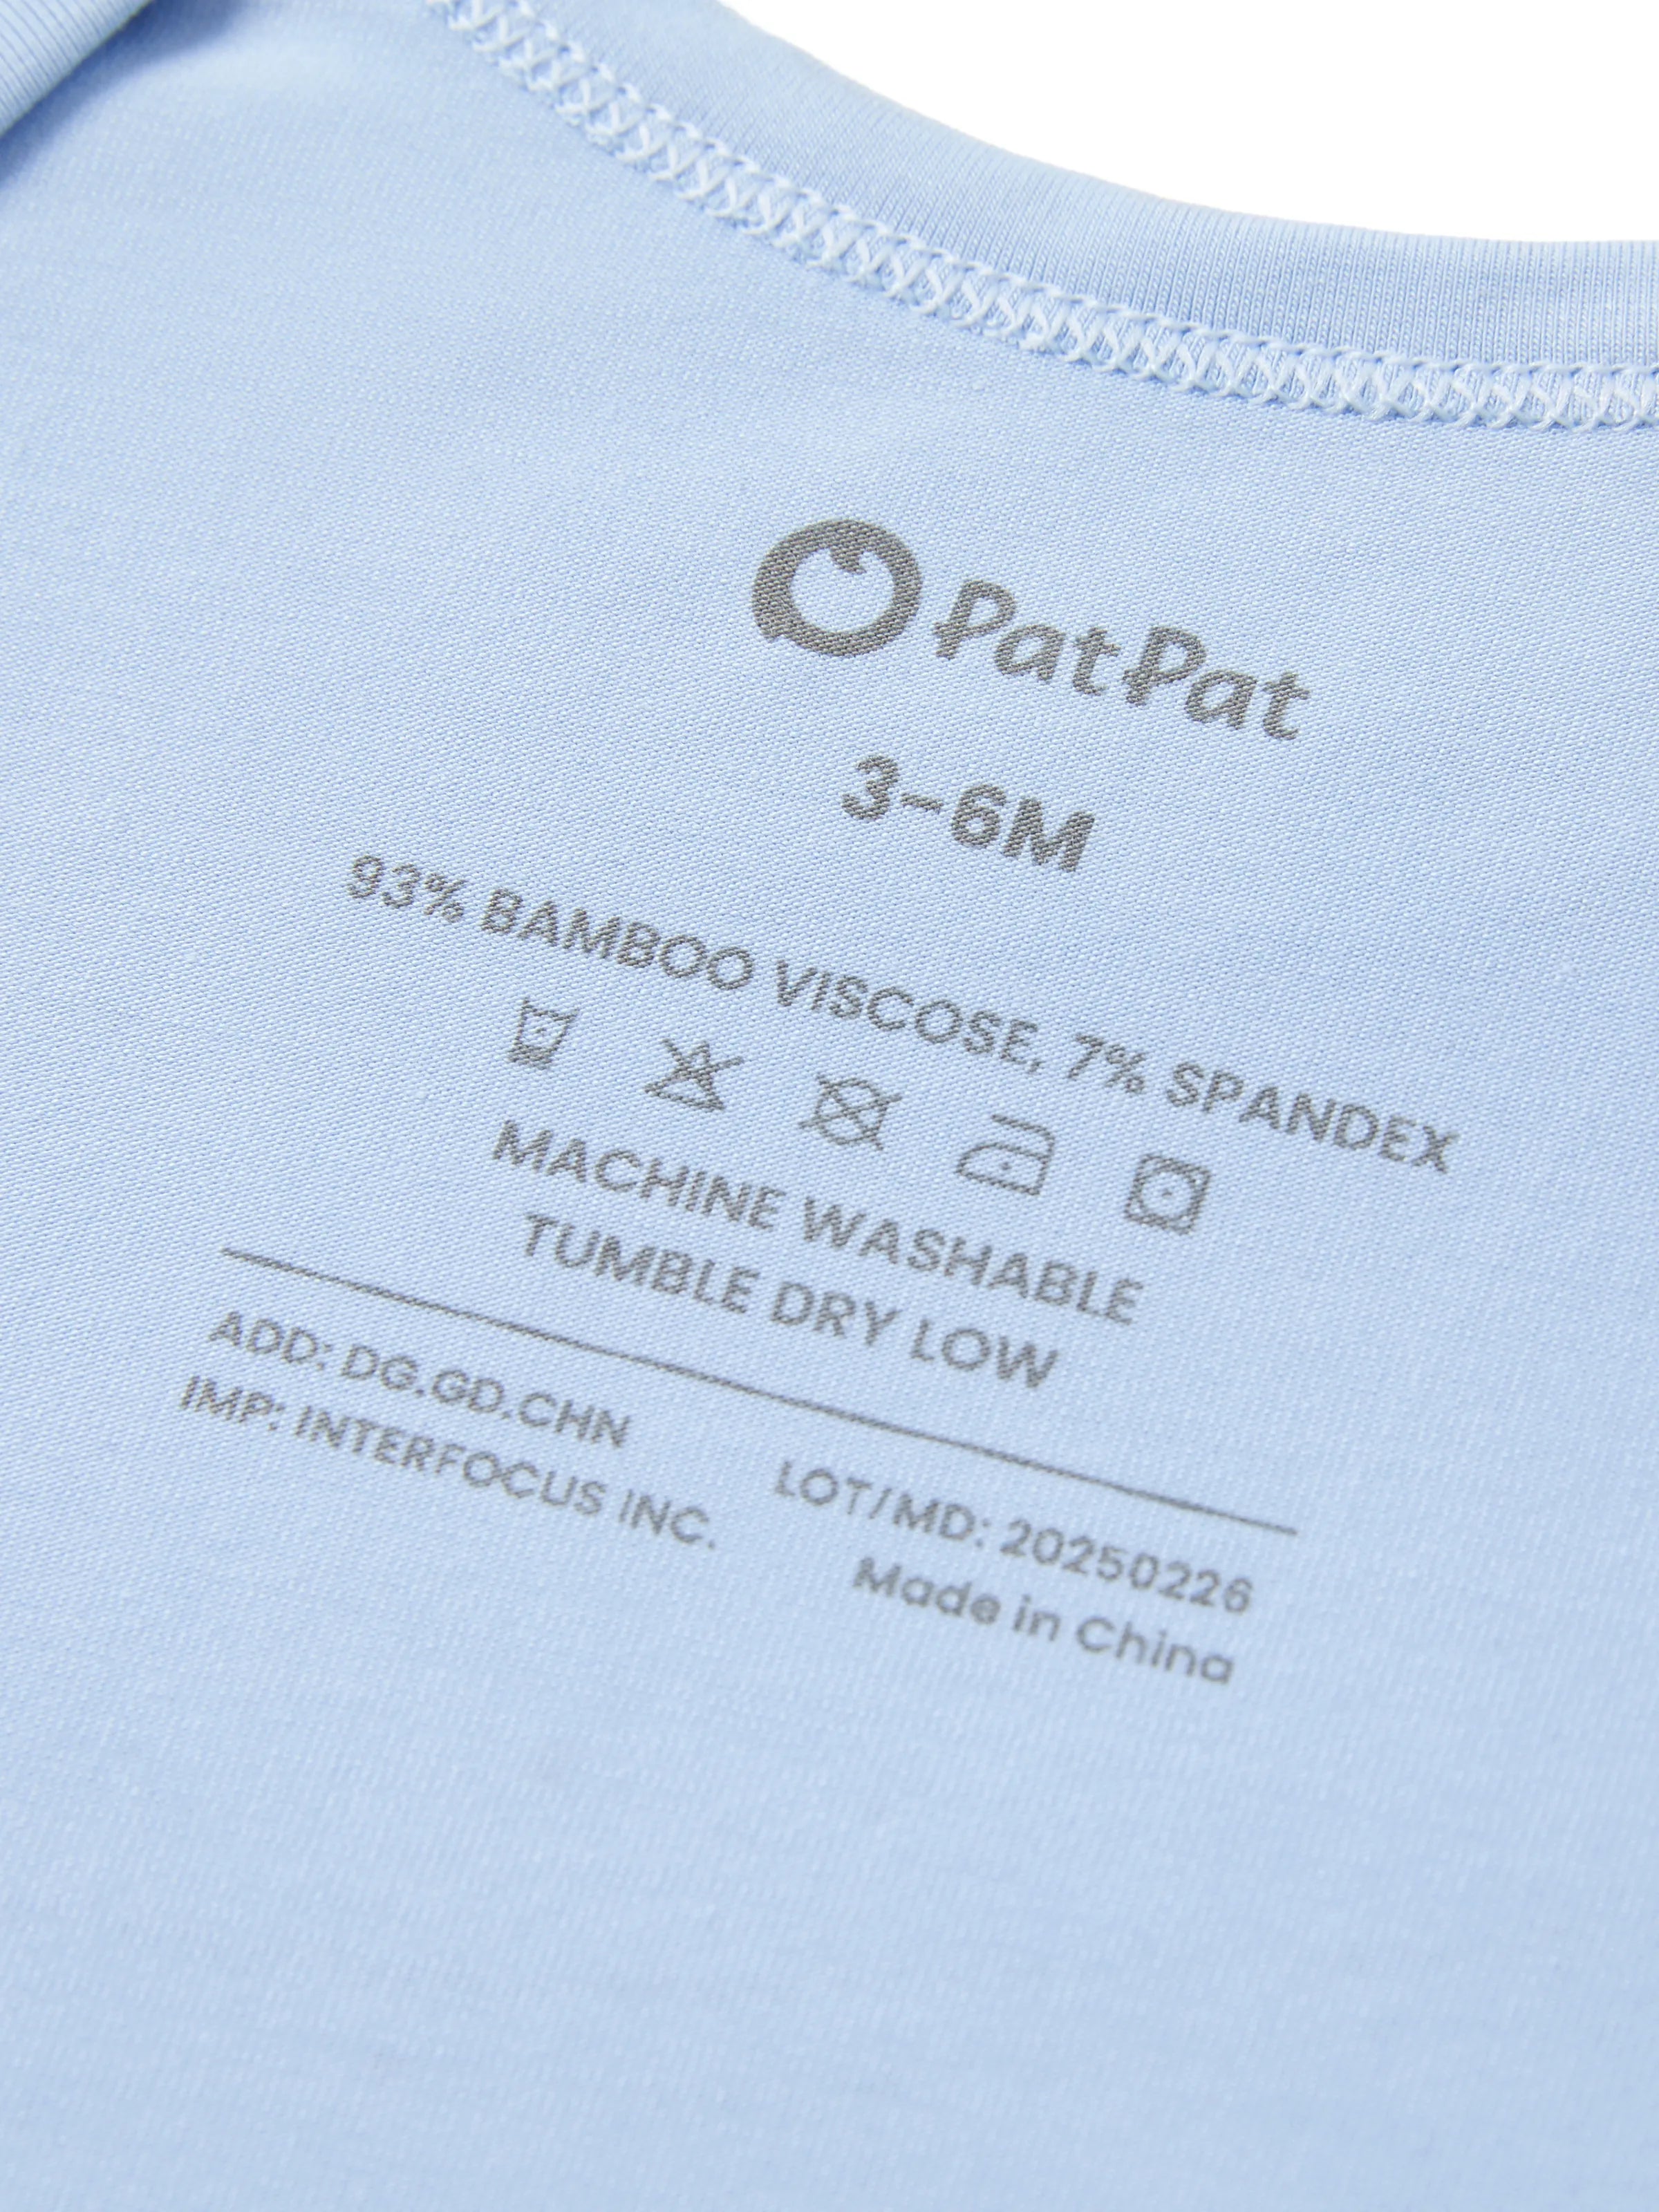 PatPat
3-6M
93% BAMBOO VISCOSE, 7% SPANDEX
MACHINE WASHABLE
TUMBLE DRY LOW
ADD: DG.GD.CHN
IMP: INTERFOCUS INC.
LOT/MD: 20250226
Made in China